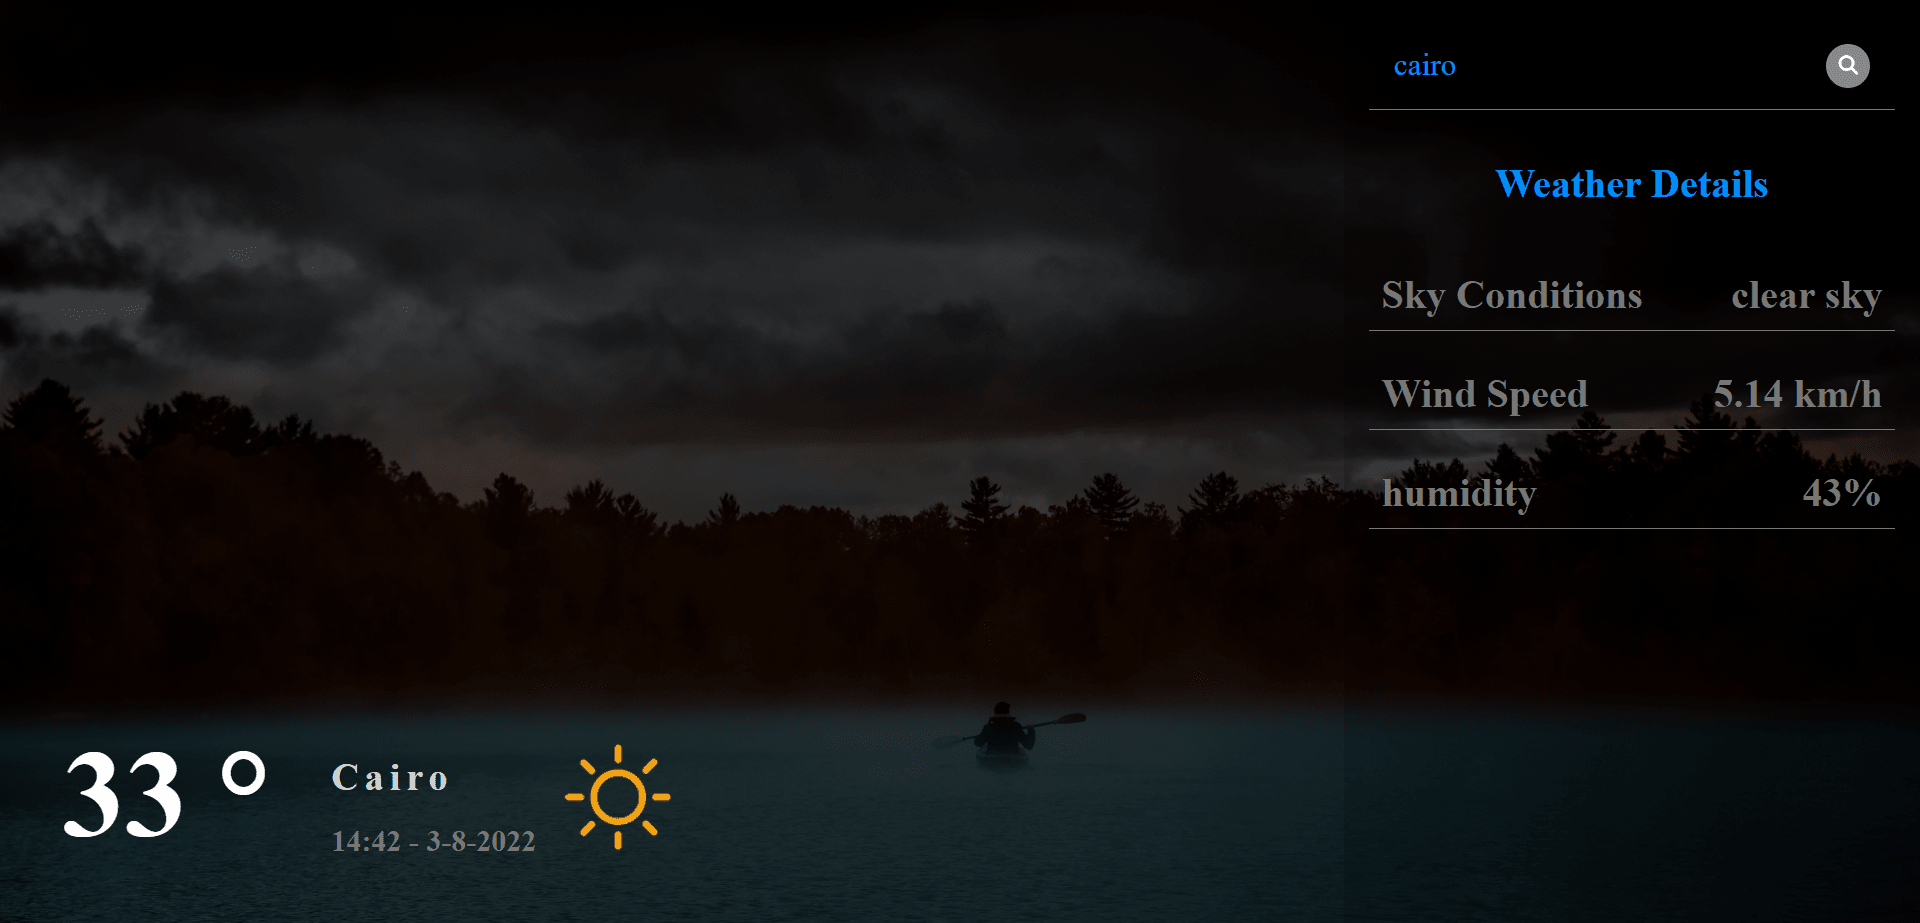 cairo
Weather Details
Sky Conditions clear sky
Wind Speed 5.14 km/h
humidity 43%
33 °
Cairo
14:42 - 3-8-2022